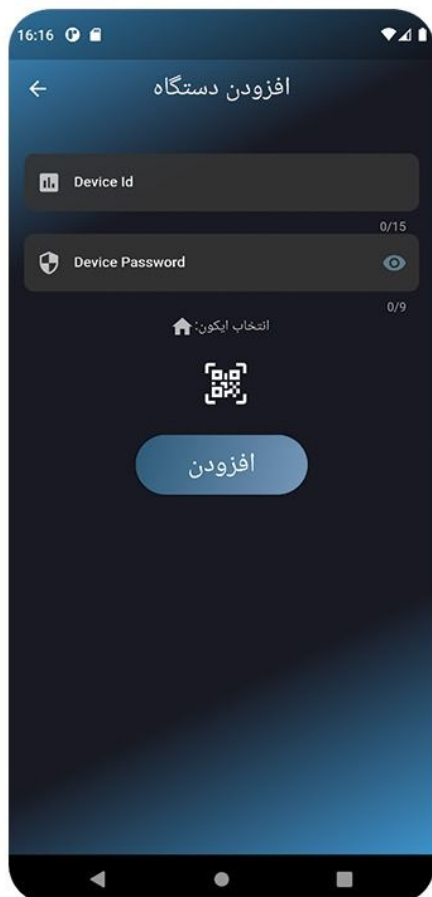 16:16
افزودن دستگاه
Device Id
0/15
Device Password
0/9
انتخاب ایکون:
افزودن